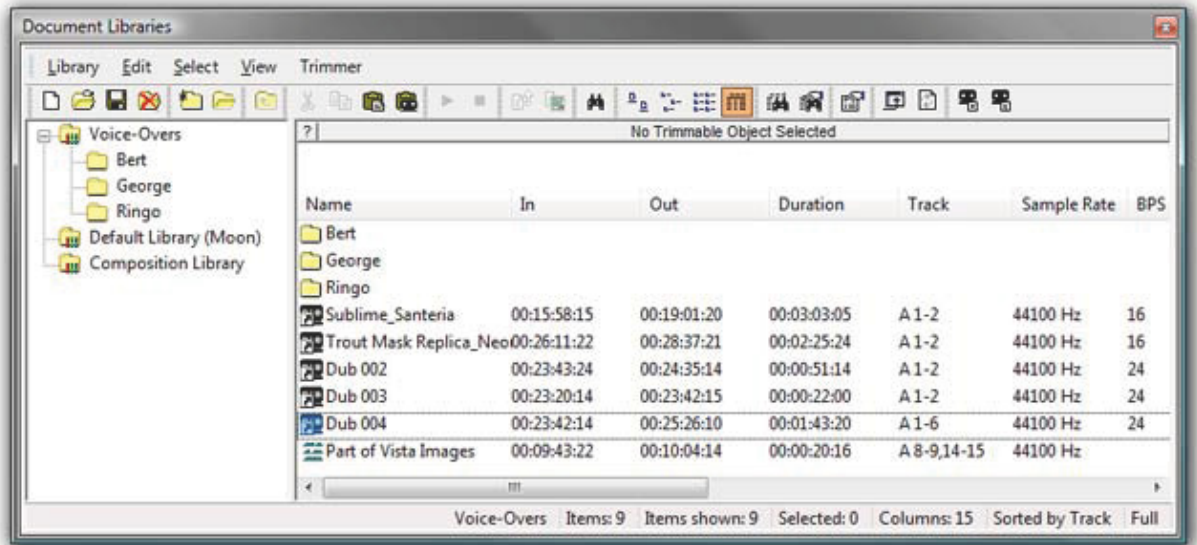 Document Libraries
Library Edit Select View Trimmer
Voice-Overs
Bert
George
Ringo
Default Library (Moon)
Composition Library
? No Trimmable Object Selected
Name In Out Duration Track Sample Rate BPS
Bert
George
Ringo
Sublime_Santeria 00:15:58:15 00:19:01:20 00:03:03:05 A 1-2 44100 Hz 16
Trout Mask Replica_Neo 00:26:11:22 00:28:37:21 00:02:25:24 A 1-2 44100 Hz 16
Dub 002 00:23:43:24 00:24:35:14 00:00:51:14 A 1-2 44100 Hz 24
Dub 003 00:23:20:14 00:23:42:15 00:00:22:00 A 1-2 44100 Hz 24
Dub 004 00:23:42:14 00:25:26:10 00:01:43:20 A 1-6 44100 Hz 24
Part of Vista Images 00:09:43:22 00:10:04:14 00:00:20:16 A 8-9,14-15 44100 Hz
Voice-Overs Items: 9 Items shown: 9 Selected: 0 Columns: 15 Sorted by Track Full